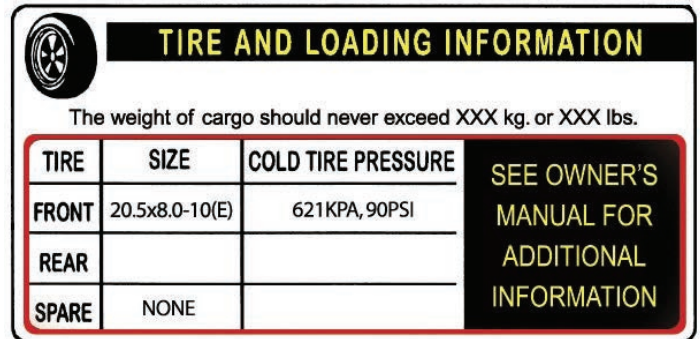 TIRE AND LOADING INFORMATION
The weight of cargo should never exceed XXX kg. or XXX lbs.
TIRE SIZE COLD TIRE PRESSURE
FRONT 20.5x8.0-10(E) 621KPA, 90PSI
REAR
SPARE NONE
SEE OWNER'S
MANUAL FOR
ADDITIONAL
INFORMATION